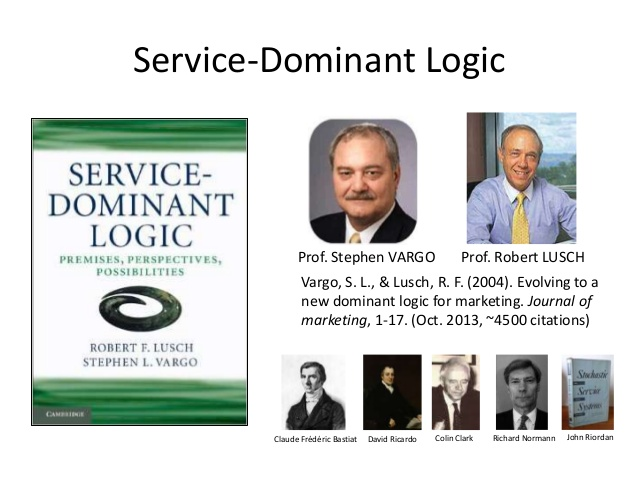 Service-Dominant Logic
SERVICE-
DOMINANT
LOGIC
PREMISES, PERSPECTIVES,
POSSIBILITIES
ROBERT F. LUSCH
STEPHEN L. VARGO
CAMBRIDGE
Prof. Stephen VARGO
Prof. Robert LUSCH
Vargo, S. L., & Lusch, R. F. (2004). Evolving to a
new dominant logic for marketing. Journal of
marketing, 1-17. (Oct. 2013, ~4500 citations)
Stochastic
Service
Systems
Claude Frédéric Bastiat
David Ricardo
Colin Clark
Richard Normann
John Riordan